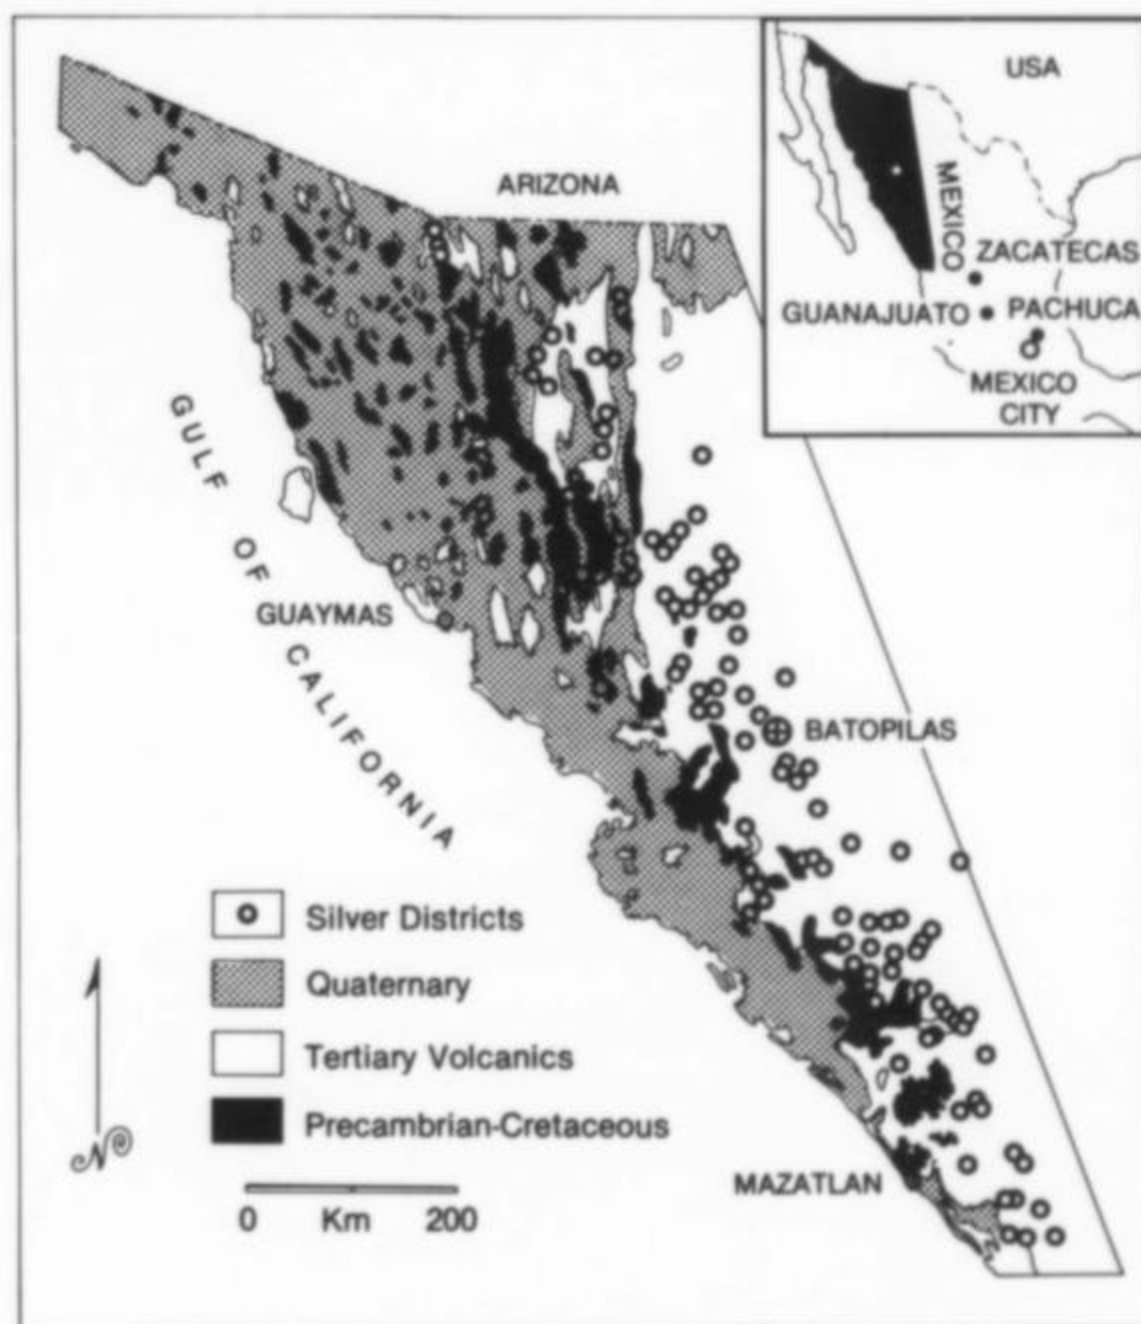 USA
MEXICO
ZACATECAS
GUANAJUATO
PACHUCA
MEXICO
CITY
ARIZONA
GULF OF CALIFORNIA
GUAYMAS
BATOPILAS
Silver Districts
Quaternary
Tertiary Volcanics
Precambrian-Cretaceous
N
0 Km 200
MAZATLAN